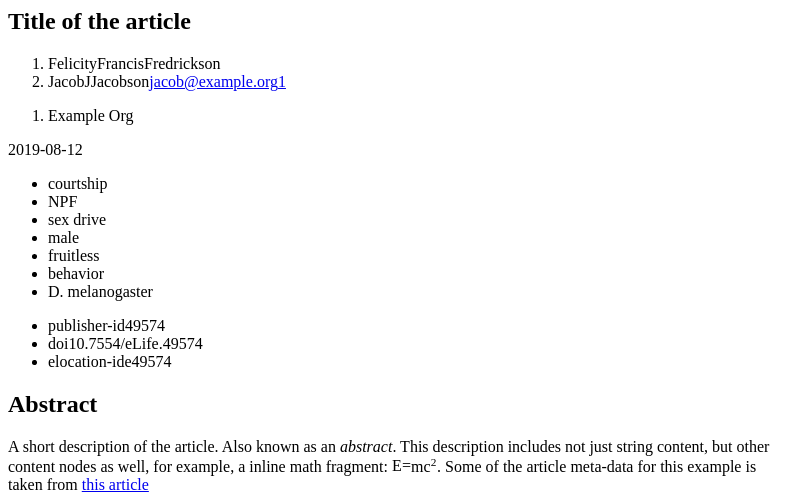 Title of the article
1. FelicityFrancisFredrickson
2. JacobJJacobsonjacob@example.org1
1. Example Org
2019-08-12
• courtship
• NPF
• sex drive
• male
• fruitless
• behavior
• D. melanogaster
• publisher-id49574
• doi10.7554/eLife.49574
• elocation-ide49574
Abstract
A short description of the article. Also known as an abstract. This description includes not just string content, but other
content nodes as well, for example, a inline math fragment: E=mc². Some of the article meta-data for this example is
taken from this article